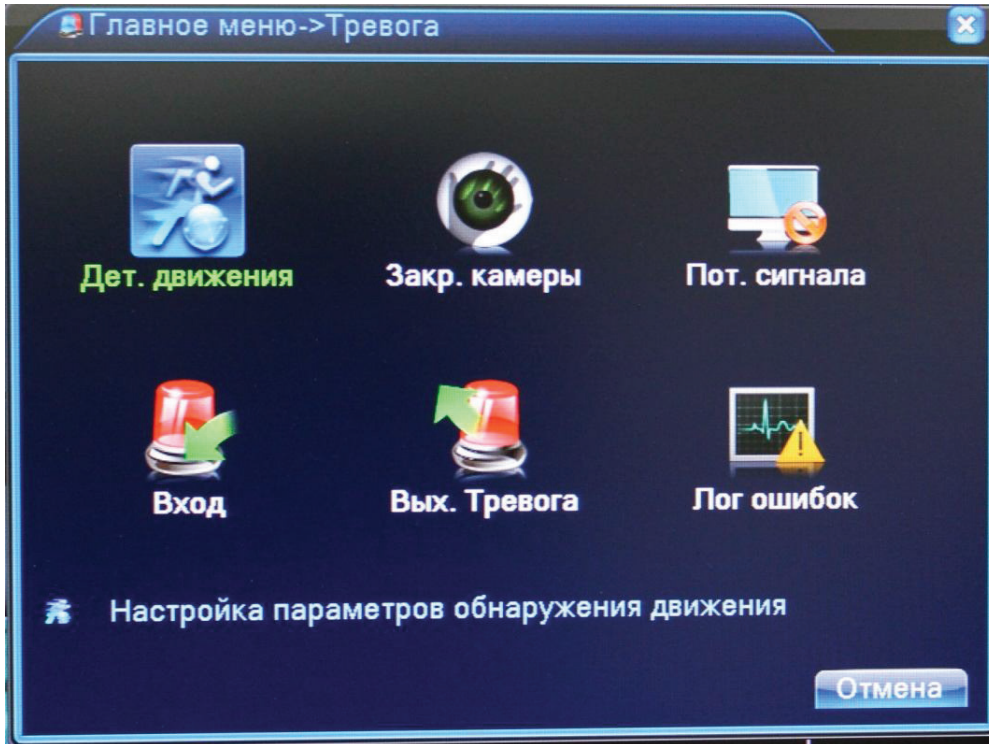 Главное меню->Тревога
Дет. движения
Закр. камеры
Пот. сигнала
Вход
Вых. Тревога
Лог ошибок
Настройка параметров обнаружения движения
Отмена